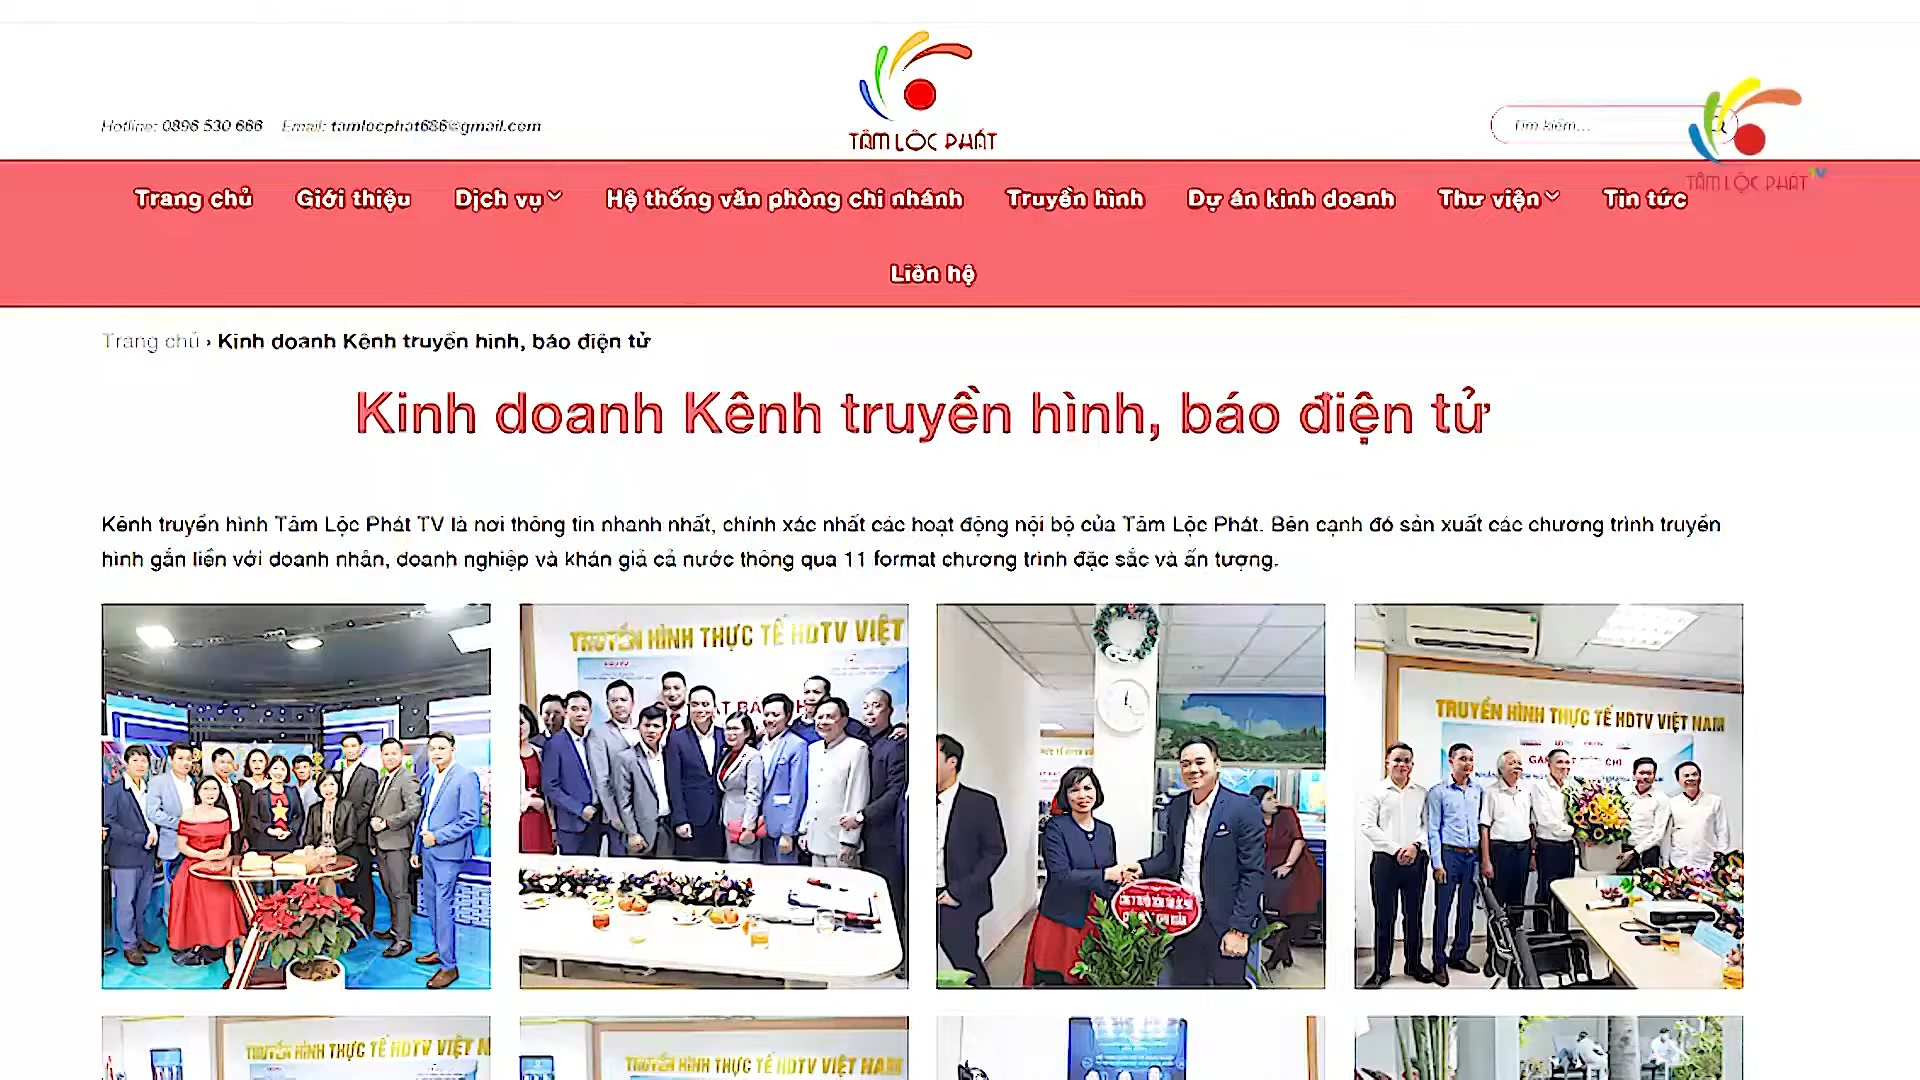 TÂM LỘC PHÁT
Hotline: 0896 530 666 Email: tamlocphat686@gmail.com
Tìm kiếm...
TÂM LỘC PHÁT TV
Trang chủ Giới thiệu Dịch vụ Hệ thống văn phòng chi nhánh Truyền hình Dự án kinh doanh Thư viện Tin tức
Liên hệ
Trang chủ › Kinh doanh Kênh truyền hình, báo điện tử
Kinh doanh Kênh truyền hình, báo điện tử
Kênh truyền hình Tâm Lộc Phát TV là nơi thông tin nhanh nhất, chính xác nhất các hoạt động nội bộ của Tâm Lộc Phát. Bên cạnh đó sản xuất các chương trình truyền
hình gắn liền với doanh nhân, doanh nghiệp và khán giả cả nước thông qua 11 format chương trình đặc sắc và ấn tượng.
TRUYỀN HÌNH THỰC TẾ HDTV VIỆT
TRUYỀN HÌNH THỰC TẾ HDTV VIỆT NAM
TRUYỀN HÌNH THỰC TẾ HDTV VIỆT N
TRUYỀN HÌNH THỰC TẾ HDTV VIỆT NAM